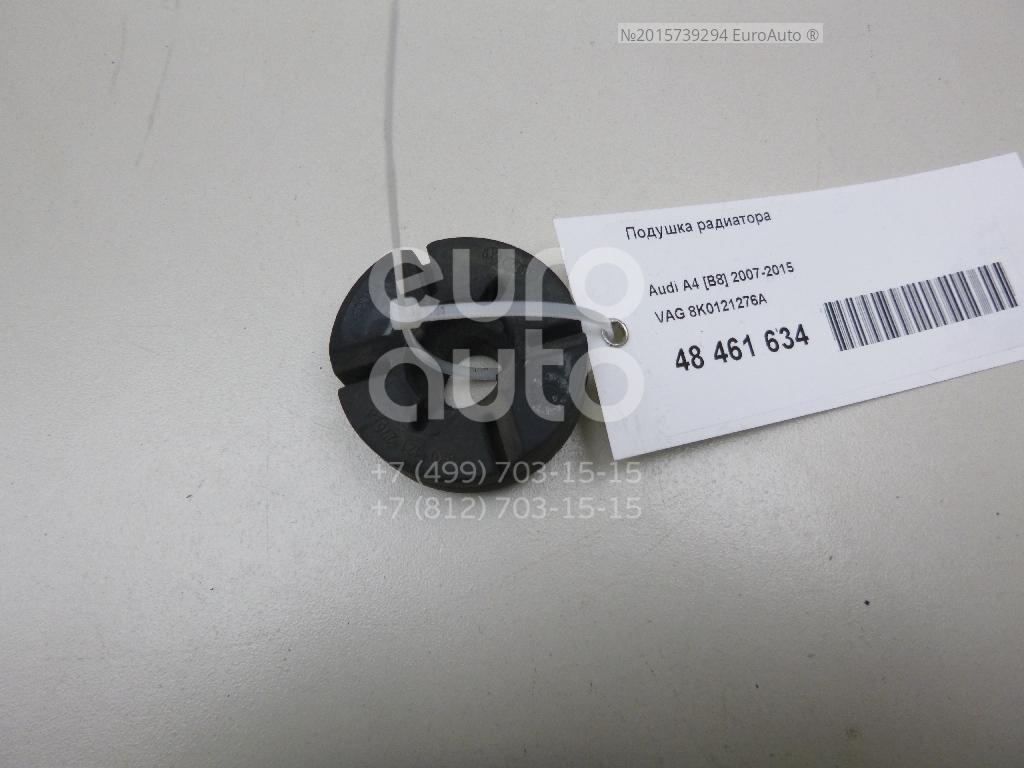 №2015739294 EuroAuto ®
Подушка радиатора
Audi A4 [B8] 2007-2015
VAG 8K0121276A
48 461 634
euro
auto
+7 (499) 703-15-15
+7 (812) 703-15-15